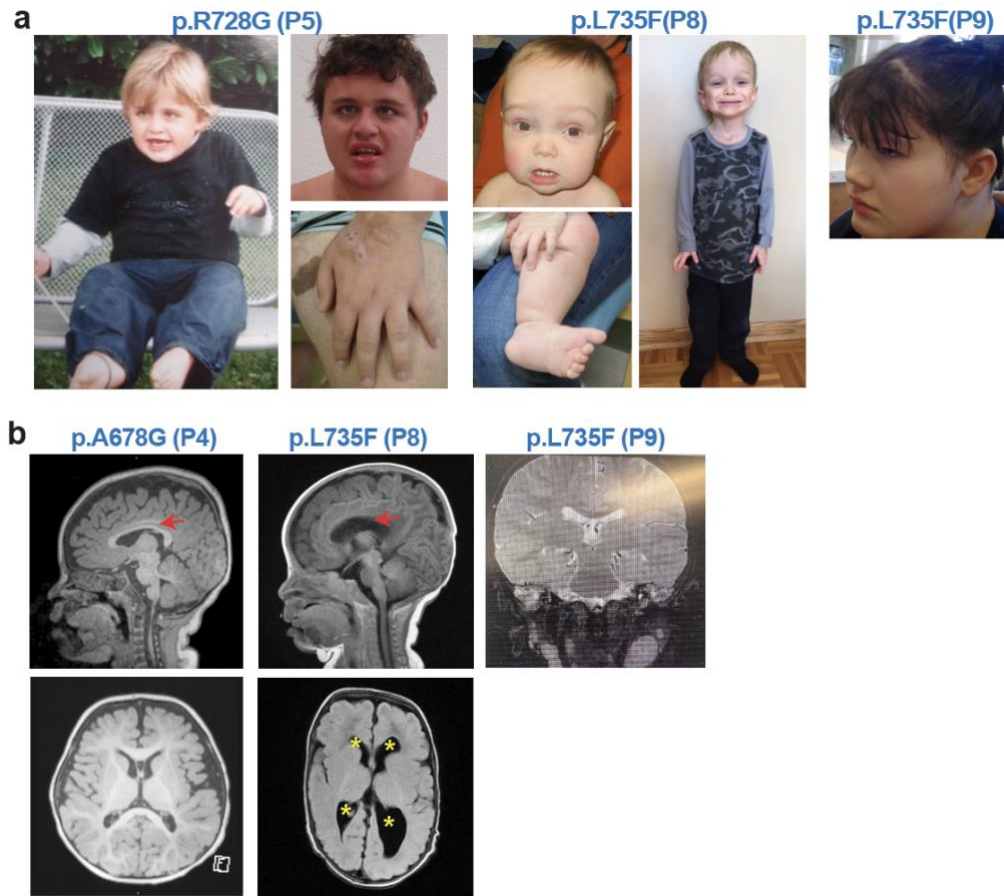 a
p.R728G (P5)
p.L735F(P8)
p.L735F(P9)
b
p.A678G (P4)
p.L735F (P8)
p.L735F (P9)
* *
* *